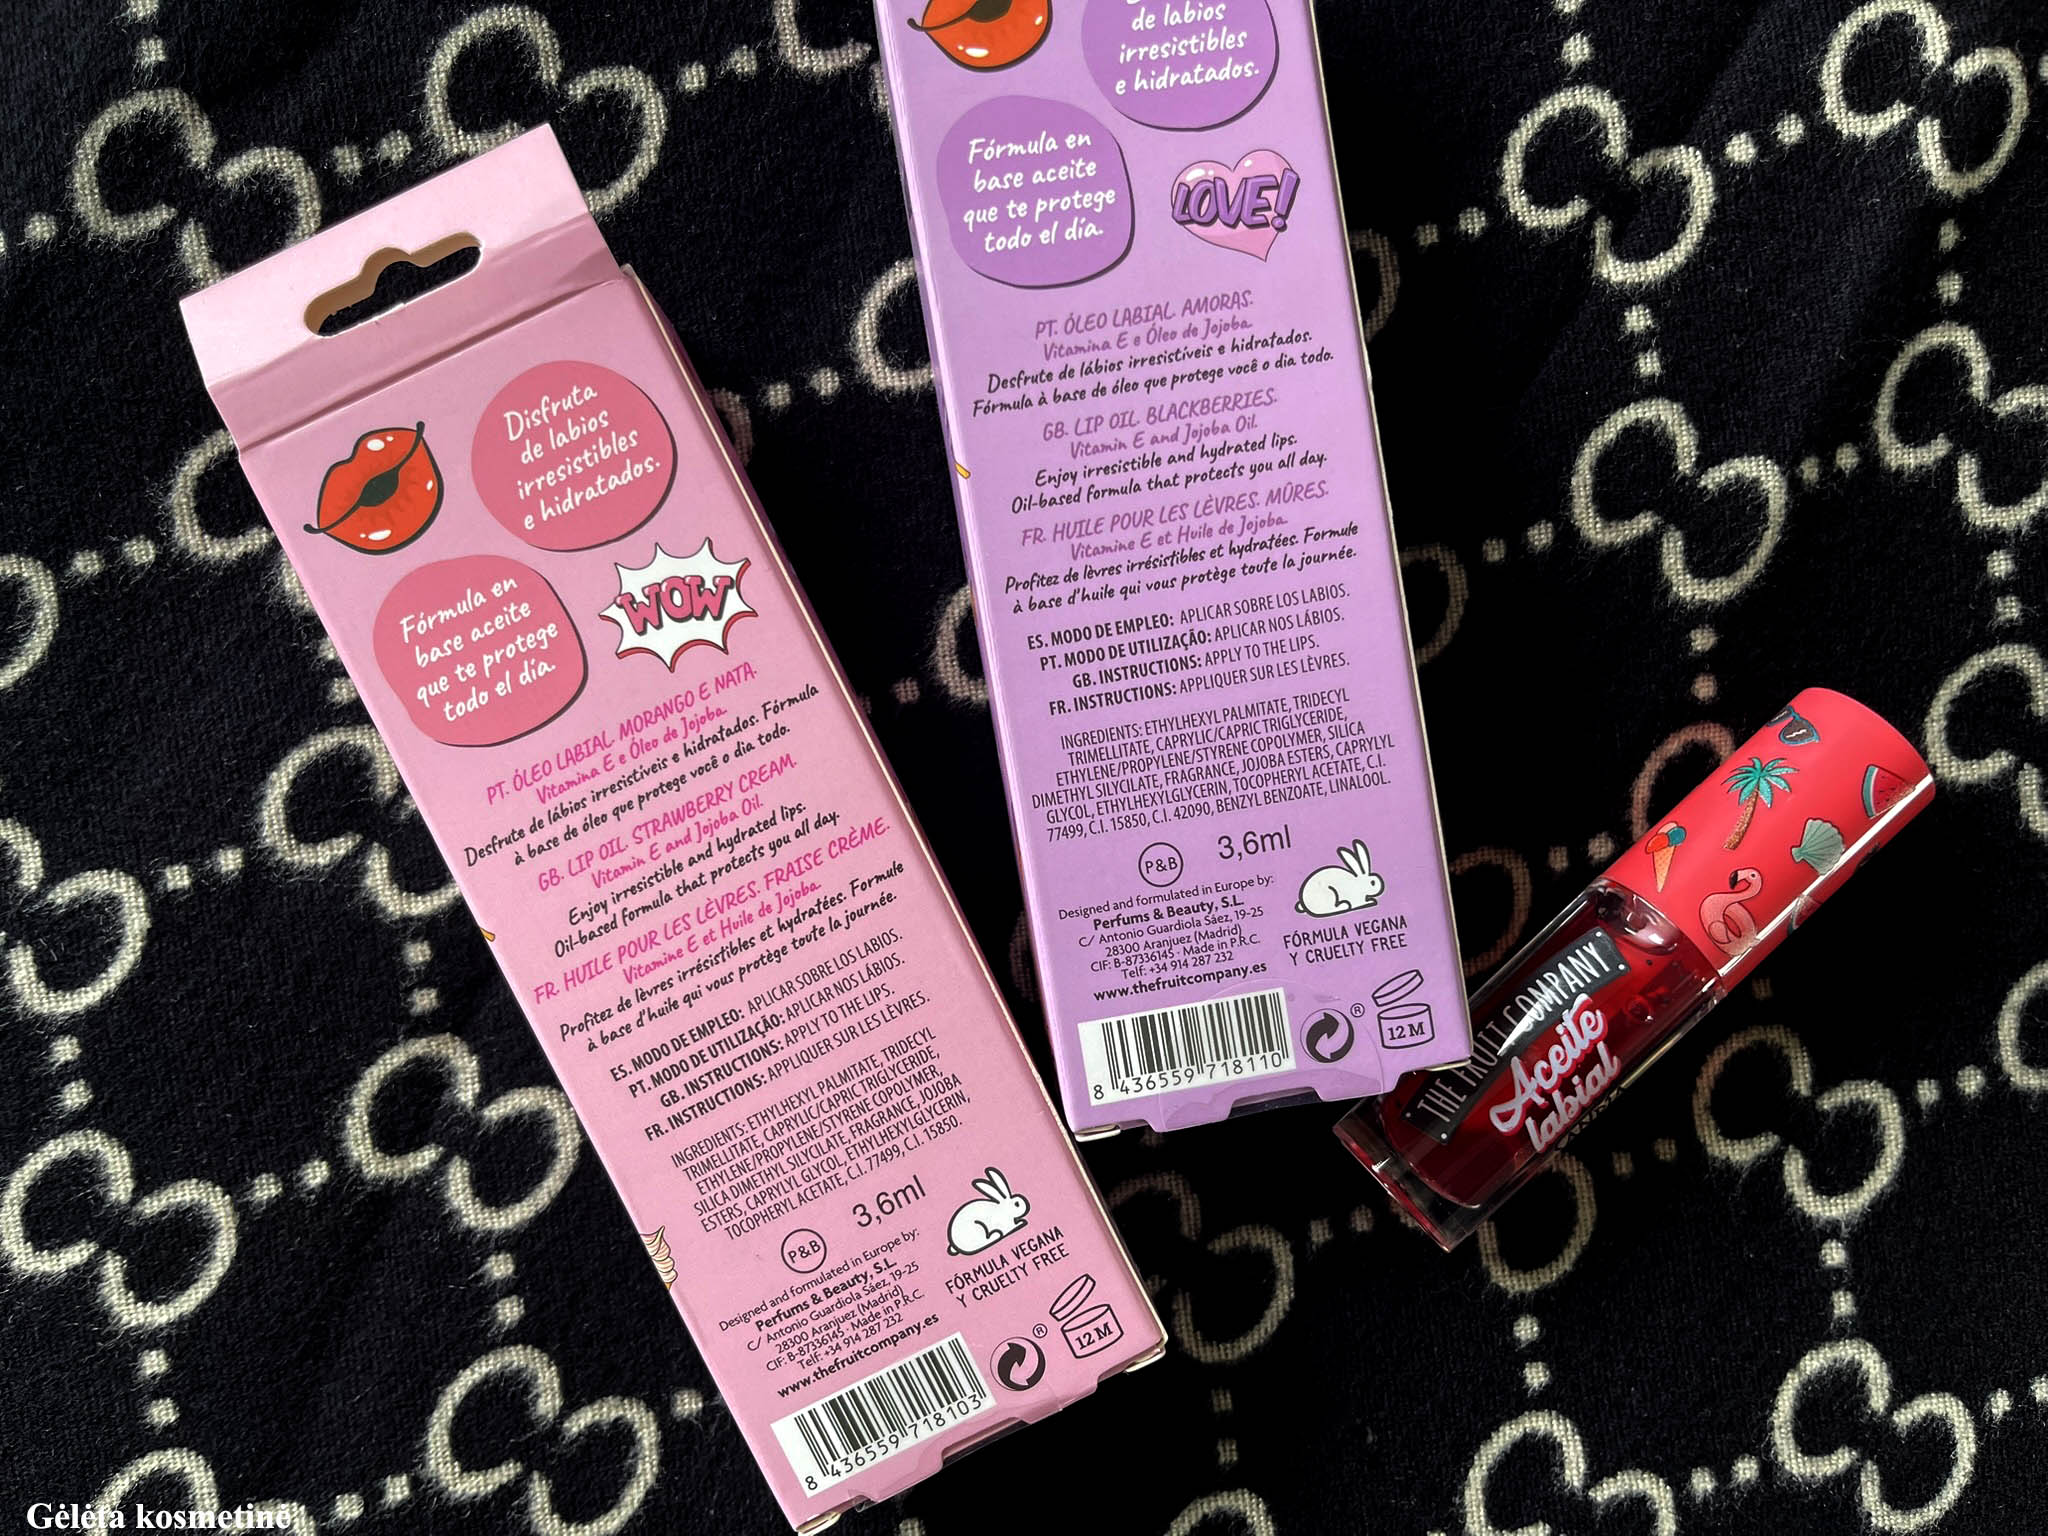 Disfruta
de labios
irresistibles
e hidratados.
Fórmula en
base aceite
que te protege
todo el día.
WOW
PT. ÓLEO LABIAL. MORANGO E NATA.
Vitamina E e Óleo de Jojoba.
Desfrute de lábios irresistíveis e hidratados. Fórmula
à base de óleo que protege você o dia todo.
GB. LIP OIL. STRAWBERRY CREAM.
Vitamin E and Jojoba Oil.
Enjoy irresistible and hydrated lips.
Oil-based formula that protects you all day.
FR. HUILE POUR LES LÈVRES. FRAISE CRÈME.
Vitamine E et Huile de Jojoba.
Profitez de lèvres irrésistibles et hydratées. Formule
à base d'huile qui vous protège toute la journée.
ES. MODO DE EMPLEO: APLICAR SOBRE LOS LABIOS.
PT. MODO DE UTILIZAÇÃO: APLICAR NOS LÁBIOS.
GB. INSTRUCTIONS: APPLY TO THE LIPS.
FR. INSTRUCTIONS: APPLIQUER SUR LES LÈVRES.
INGREDIENTS: ETHYLHEXYL PALMITATE, TRIDECYL
TRIMELLITATE, CAPRYLIC/CAPRIC TRIGLYCERIDE,
ETHYLENE/PROPYLENE/STYRENE COPOLYMER,
SILICA DIMETHYL SILYCILATE, FRAGRANCE, JOJOBA
ESTERS, CAPRYLYL GLYCOL, ETHYLHEXYLGLYCERIN,
TOCOPHERYL ACETATE, C.I. 77499, C.I. 15850.
P&B
3,6ml
Designed and formulated in Europe by:
Perfums & Beauty, S.L.
C/ Antonio Guardiola Sáez, 19-25
28300 Aranjuez (Madrid)
CIF: B-87336145 - Made in P.R.C.
Telf: +34 914 287 232
www.thefruitcompany.es
FÓRMULA VEGANA
Y CRUELTY FREE
12 M
8 436559 718103
de labios
irresistibles
e hidratados.
Fórmula en
base aceite
que te protege
todo el día.
LOVE!
PT. ÓLEO LABIAL. AMORAS.
Vitamina E e Óleo de Jojoba.
Desfrute de lábios irresistíveis e hidratados.
Fórmula à base de óleo que protege você o dia todo.
GB. LIP OIL. BLACKBERRIES.
Vitamin E and Jojoba Oil.
Enjoy irresistible and hydrated lips.
Oil-based formula that protects you all day.
FR. HUILE POUR LES LÈVRES. MÛRES.
Vitamine E et Huile de Jojoba.
Profitez de lèvres irrésistibles et hydratées. Formule
à base d'huile qui vous protège toute la journée.
ES. MODO DE EMPLEO: APLICAR SOBRE LOS LABIOS.
PT. MODO DE UTILIZAÇÃO: APLICAR NOS LÁBIOS.
GB. INSTRUCTIONS: APPLY TO THE LIPS.
FR. INSTRUCTIONS: APPLIQUER SUR LES LÈVRES.
INGREDIENTS: ETHYLHEXYL PALMITATE, TRIDECYL
TRIMELLITATE, CAPRYLIC/CAPRIC TRIGLYCERIDE,
ETHYLENE/PROPYLENE/STYRENE COPOLYMER, SILICA
DIMETHYL SILYCILATE, FRAGRANCE, JOJOBA ESTERS, CAPRYLYL
GLYCOL, ETHYLHEXYLGLYCERIN, TOCOPHERYL ACETATE, C.I.
77499, C.I. 15850, C.I. 42090, BENZYL BENZOATE, LINALOOL.
P&B
3,6ml
Designed and formulated in Europe by:
Perfums & Beauty, S.L.
C/ Antonio Guardiola Sáez, 19-25
28300 Aranjuez (Madrid)
CIF: B-87336145 - Made in P.R.C.
Telf: +34 914 287 232
www.thefruitcompany.es
FÓRMULA VEGANA
Y CRUELTY FREE
12 M
8 436559 718110
THE FRUIT COMPANY
Aceite
labial
Gėlėta kosmetinė